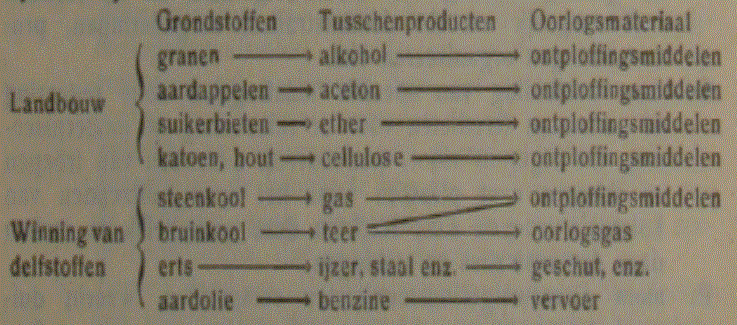 Grondstoffen Tusschenproducten Oorlogsmateriaal
granen alkohol ontploffingsmiddelen
aardappelen aceton ontploffingsmiddelen
Landbouw
suikerbieten ether ontploffingsmiddelen
katoen, hout cellulose ontploffingsmiddelen
steenkool gas ontploffingsmiddelen
Winning van bruinkool teer oorlogsgas
delfstoffen erts ijzer, staal enz. geschut, enz.
aardolie benzine vervoer